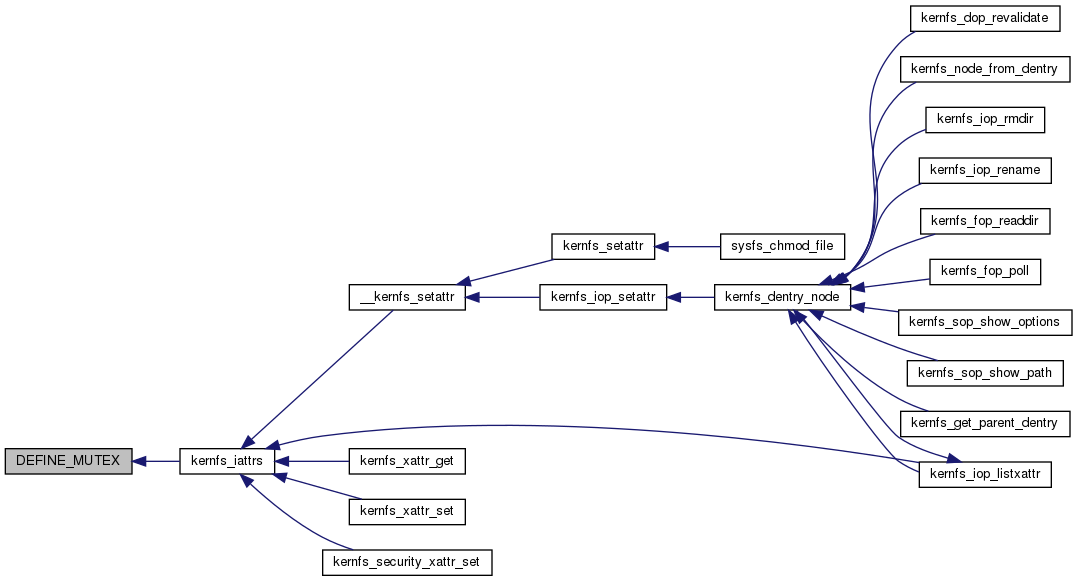 kernfs_dop_revalidate
kernfs_node_from_dentry
kernfs_iop_rmdir
kernfs_iop_rename
kernfs_fop_readdir
kernfs_setattr
sysfs_chmod_file
kernfs_fop_poll
__kernfs_setattr
kernfs_iop_setattr
kernfs_dentry_node
kernfs_sop_show_options
kernfs_sop_show_path
kernfs_get_parent_dentry
DEFINE_MUTEX
kernfs_iattrs
kernfs_xattr_get
kernfs_iop_listxattr
kernfs_xattr_set
kernfs_security_xattr_set